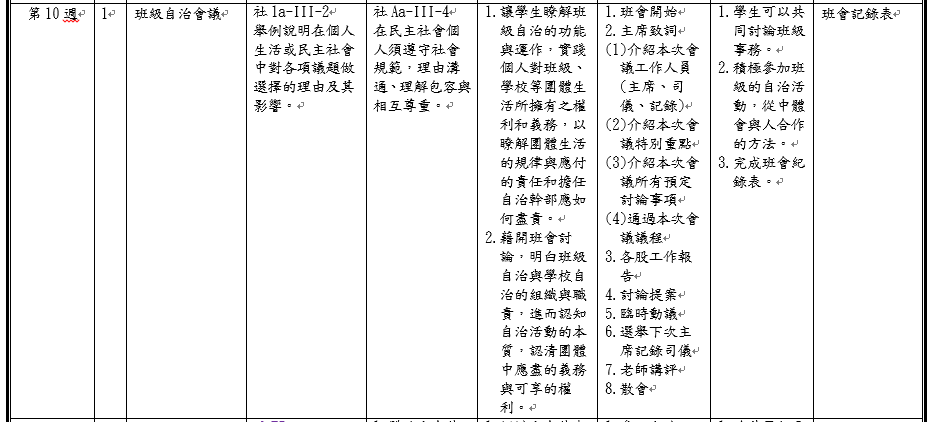 第10週
1
班級自治會議
社 1a-III-2
舉例說明在個人
生活或民主社會
中對各項議題做
選擇的理由及其
影響。
社 Aa-III-4
在民主社會個
人須遵守社會
規範,理由溝
通、理解包容與
相互尊重。
1.讓學生瞭解班
級自治的功能
與運作,實踐
個人對班級、
學校等團體生
活所擁有之權
利和義務,以
瞭解團體生活
的規律與應付
的責任和擔任
自治幹部應如
何盡責。
2.藉開班會討
論,明白班級
自治與學校自
治的組織與職
責,進而認知
自治活動的本
質,認清團體
中應盡的義務
與可享的權
利。
1.班會開始
2.主席致詞
(1)介紹本次會
議工作人員
(主席、司
儀、記錄)
(2)介紹本次會
議特別重點
(3)介紹本次會
議所有預定
討論事項
(4)通過本次會
議議程
3.各股工作報
告
4.討論提案
5.臨時動議
6.選舉下次主
席記錄司儀
7.老師講評
8.散會
1.學生可以共
同討論班級
事務。
2.積極參加班
級的自治活
動,從中體
會與人合作
的方法。
3.完成班會紀
錄表。
班會記錄表